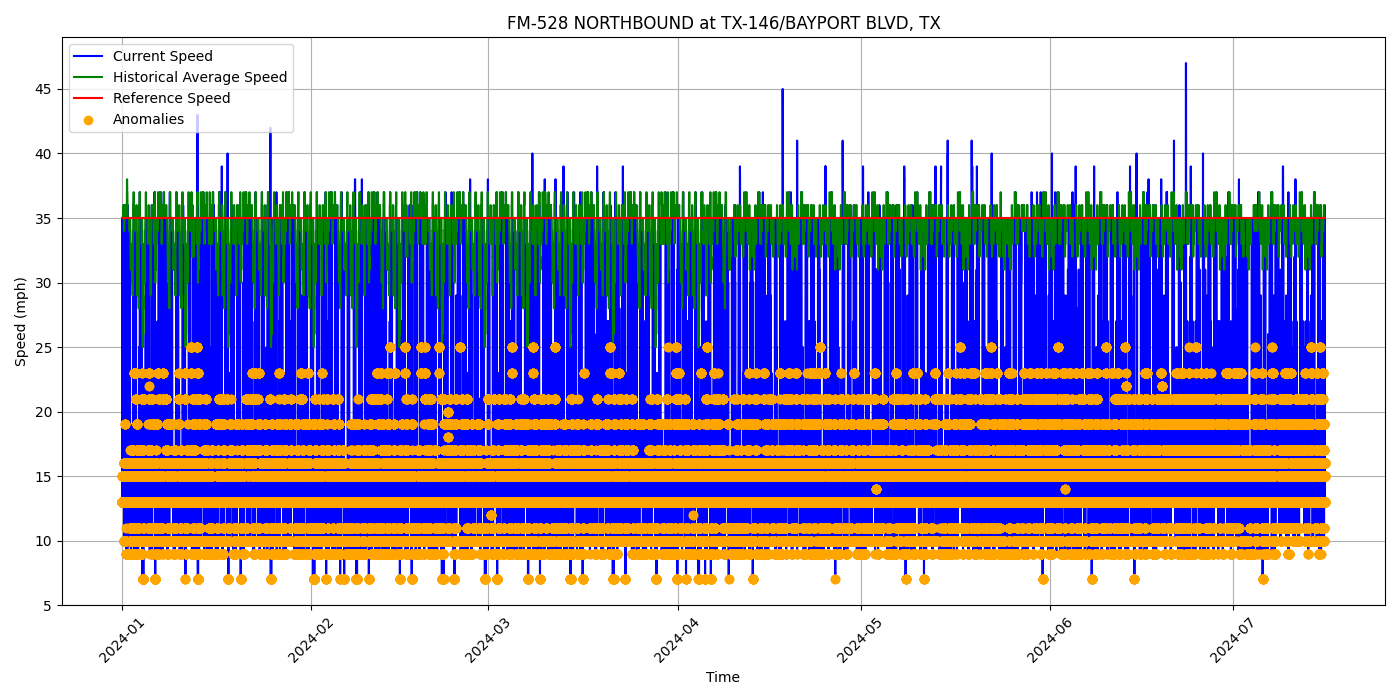 FM-528 NORTHBOUND at TX-146/BAYPORT BLVD, TX
Current Speed
Historical Average Speed
Reference Speed
Anomalies
Speed (mph)
45
40
35
30
25
20
15
10
5
2024-01
2024-02
2024-03
2024-04
2024-05
2024-06
2024-07
Time